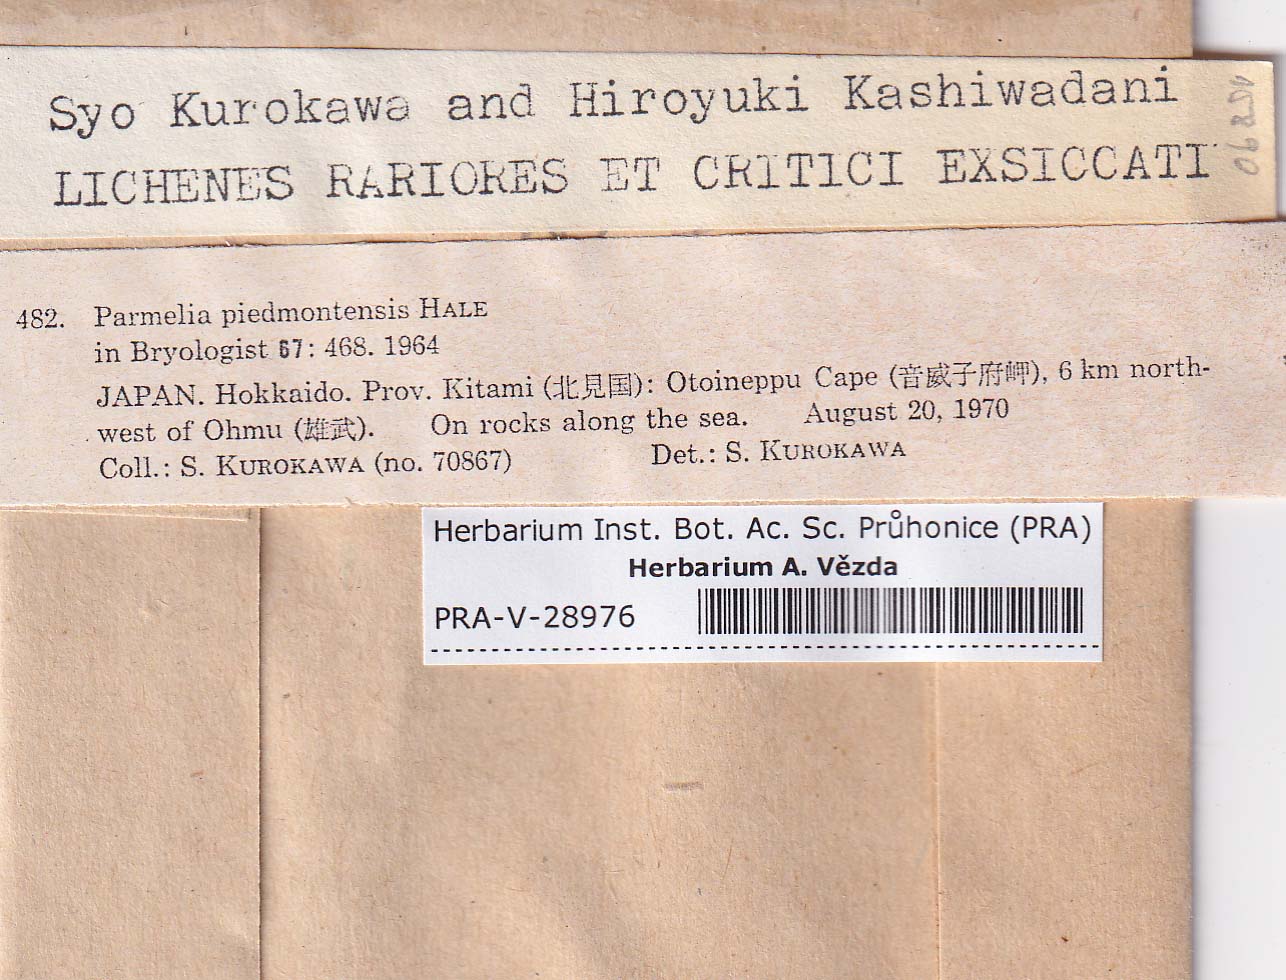 Syo Kurokawa and Hiroyuki Kashiwadani
LICHENES RARIORES ET CRITICI EXSICCATI
482. Parmelia piedmontensis HALE
in Bryologist 67: 468. 1964
JAPAN. Hokkaido. Prov. Kitami (北見国): Otoineppu Cape (音威子府岬), 6 km north-
west of Ohmu (雄武). On rocks along the sea. August 20, 1970
Coll.: S. KUROKAWA (no. 70867) Det.: S. KUROKAWA
Herbarium Inst. Bot. Ac. Sc. Průhonice (PRA)
Herbarium A. Vězda
PRA-V-28976